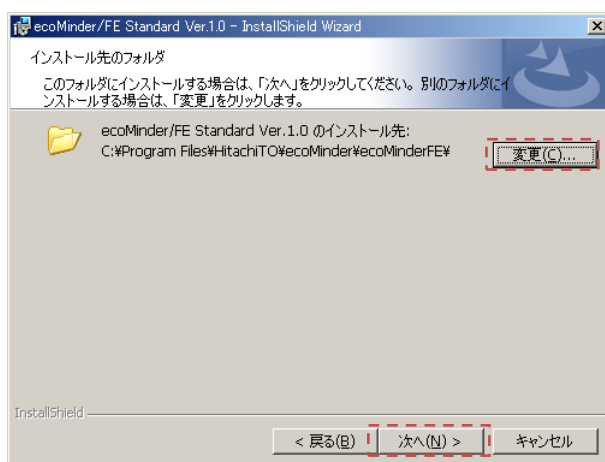 ecoMinder/FE Standard Ver.1.0 - InstallShield Wizard
インストール先のフォルダ
このフォルダにインストールする場合は、「次へ」をクリックしてください。別のフォルダにイ
ンストールする場合は、「変更」をクリックします。
ecoMinder/FE Standard Ver.1.0 のインストール先:
C:¥Program Files¥HitachiTO¥ecoMinder¥ecoMinderFE¥
変更(C)...
InstallShield
< 戻る(B)
次へ(N) >
キャンセル